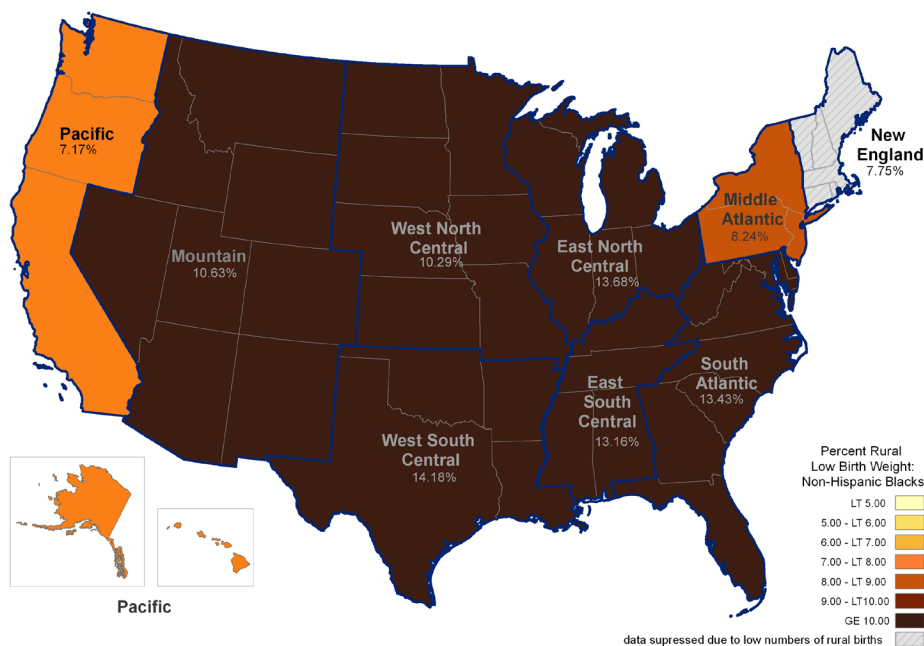 Pacific
7.17%
Mountain
10.63%
West North
Central
10.29%
East North
Central
13.68%
Middle
Atlantic
8.24%
New
England
7.75%
West South
Central
14.18%
East
South
Central
13.16%
South
Atlantic
13.43%
Pacific
Percent Rural
Low Birth Weight:
Non-Hispanic Blacks
LT 5.00
5.00 - LT 6.00
6.00 - LT 7.00
7.00 - LT 8.00
8.00 - LT 9.00
9.00 - LT10.00
GE 10.00
data supressed due to low numbers of rural births